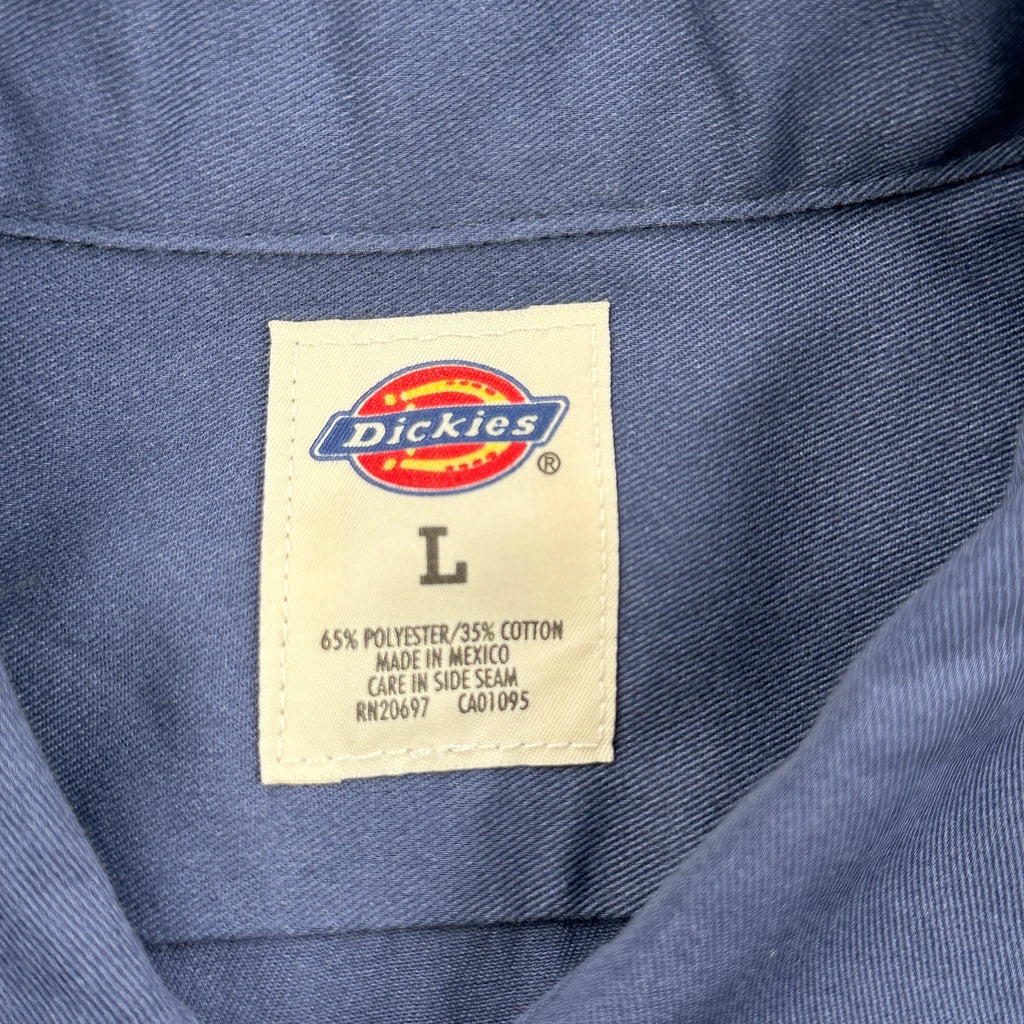 Dickies
®
L
65% POLYESTER/35% COTTON
MADE IN MEXICO
CARE IN SIDE SEAM
RN20697 CA01095